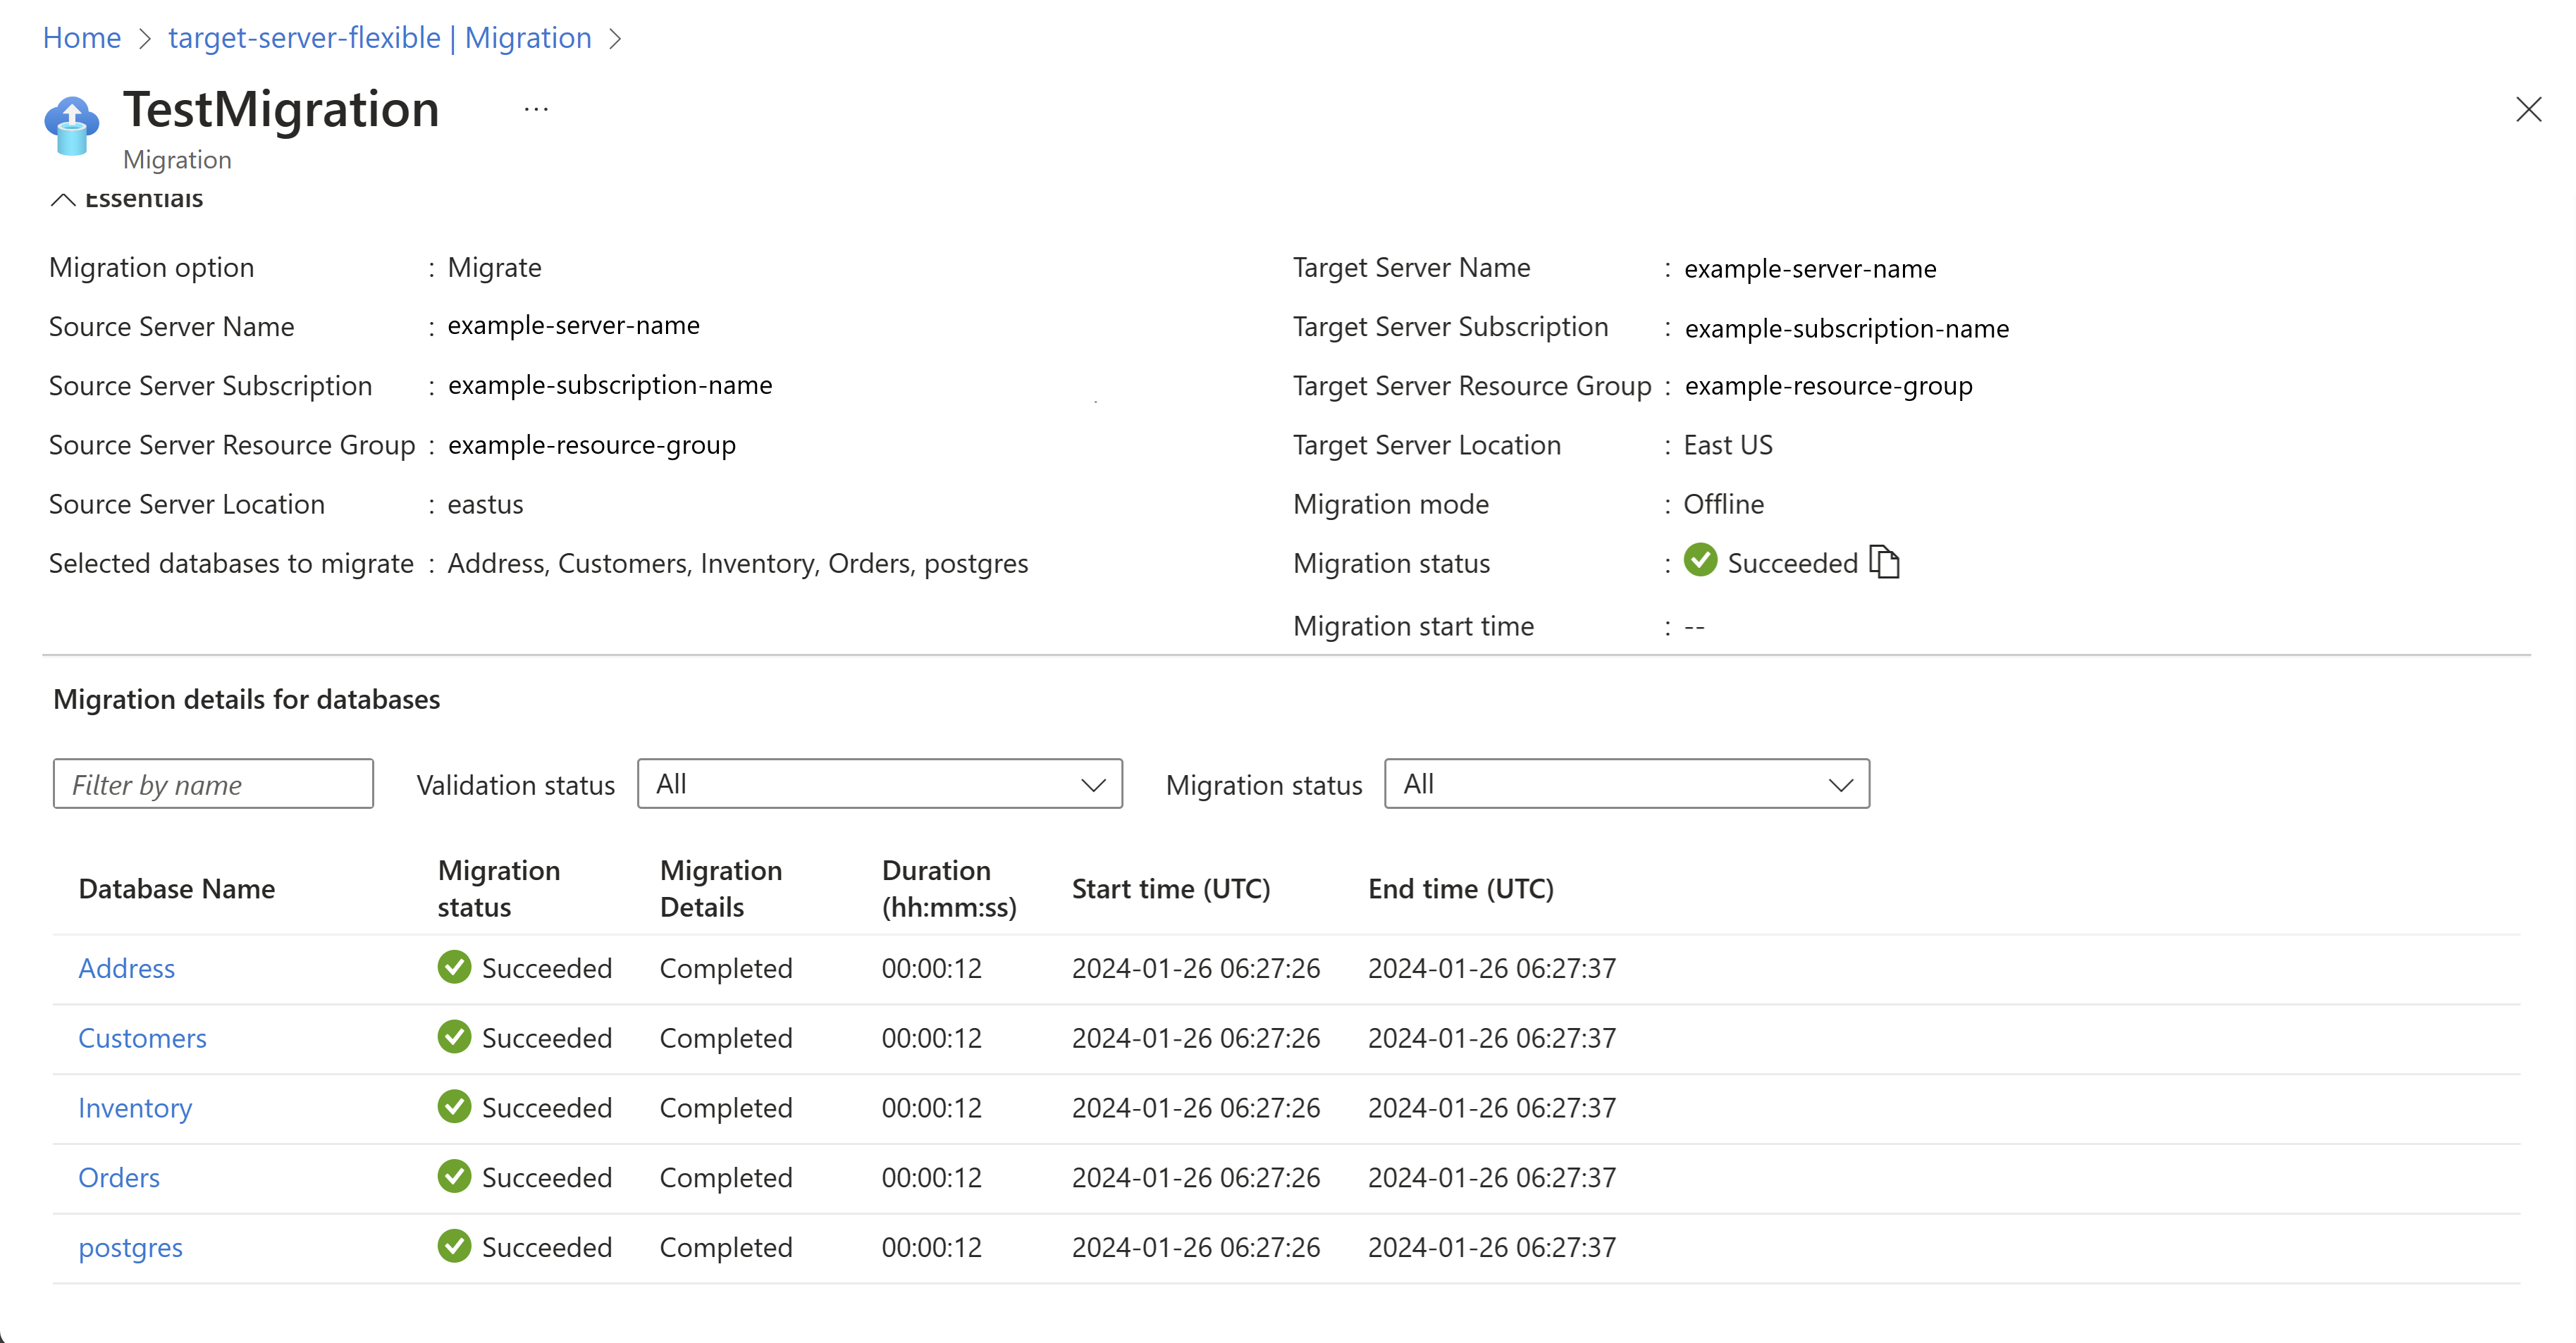 Home > target-server-flexible | Migration >
TestMigration ...
Migration
Essentials
Migration option : Migrate
Source Server Name : example-server-name
Source Server Subscription : example-subscription-name
Source Server Resource Group : example-resource-group
Source Server Location : eastus
Selected databases to migrate : Address, Customers, Inventory, Orders, postgres
Target Server Name : example-server-name
Target Server Subscription : example-subscription-name
Target Server Resource Group : example-resource-group
Target Server Location : East US
Migration mode : Offline
Migration status : Succeeded
Migration start time : --
Migration details for databases
Filter by name Validation status All Migration status All
Database Name Migration status Migration Details Duration (hh:mm:ss) Start time (UTC) End time (UTC)
Address Succeeded Completed 00:00:12 2024-01-26 06:27:26 2024-01-26 06:27:37
Customers Succeeded Completed 00:00:12 2024-01-26 06:27:26 2024-01-26 06:27:37
Inventory Succeeded Completed 00:00:12 2024-01-26 06:27:26 2024-01-26 06:27:37
Orders Succeeded Completed 00:00:12 2024-01-26 06:27:26 2024-01-26 06:27:37
postgres Succeeded Completed 00:00:12 2024-01-26 06:27:26 2024-01-26 06:27:37